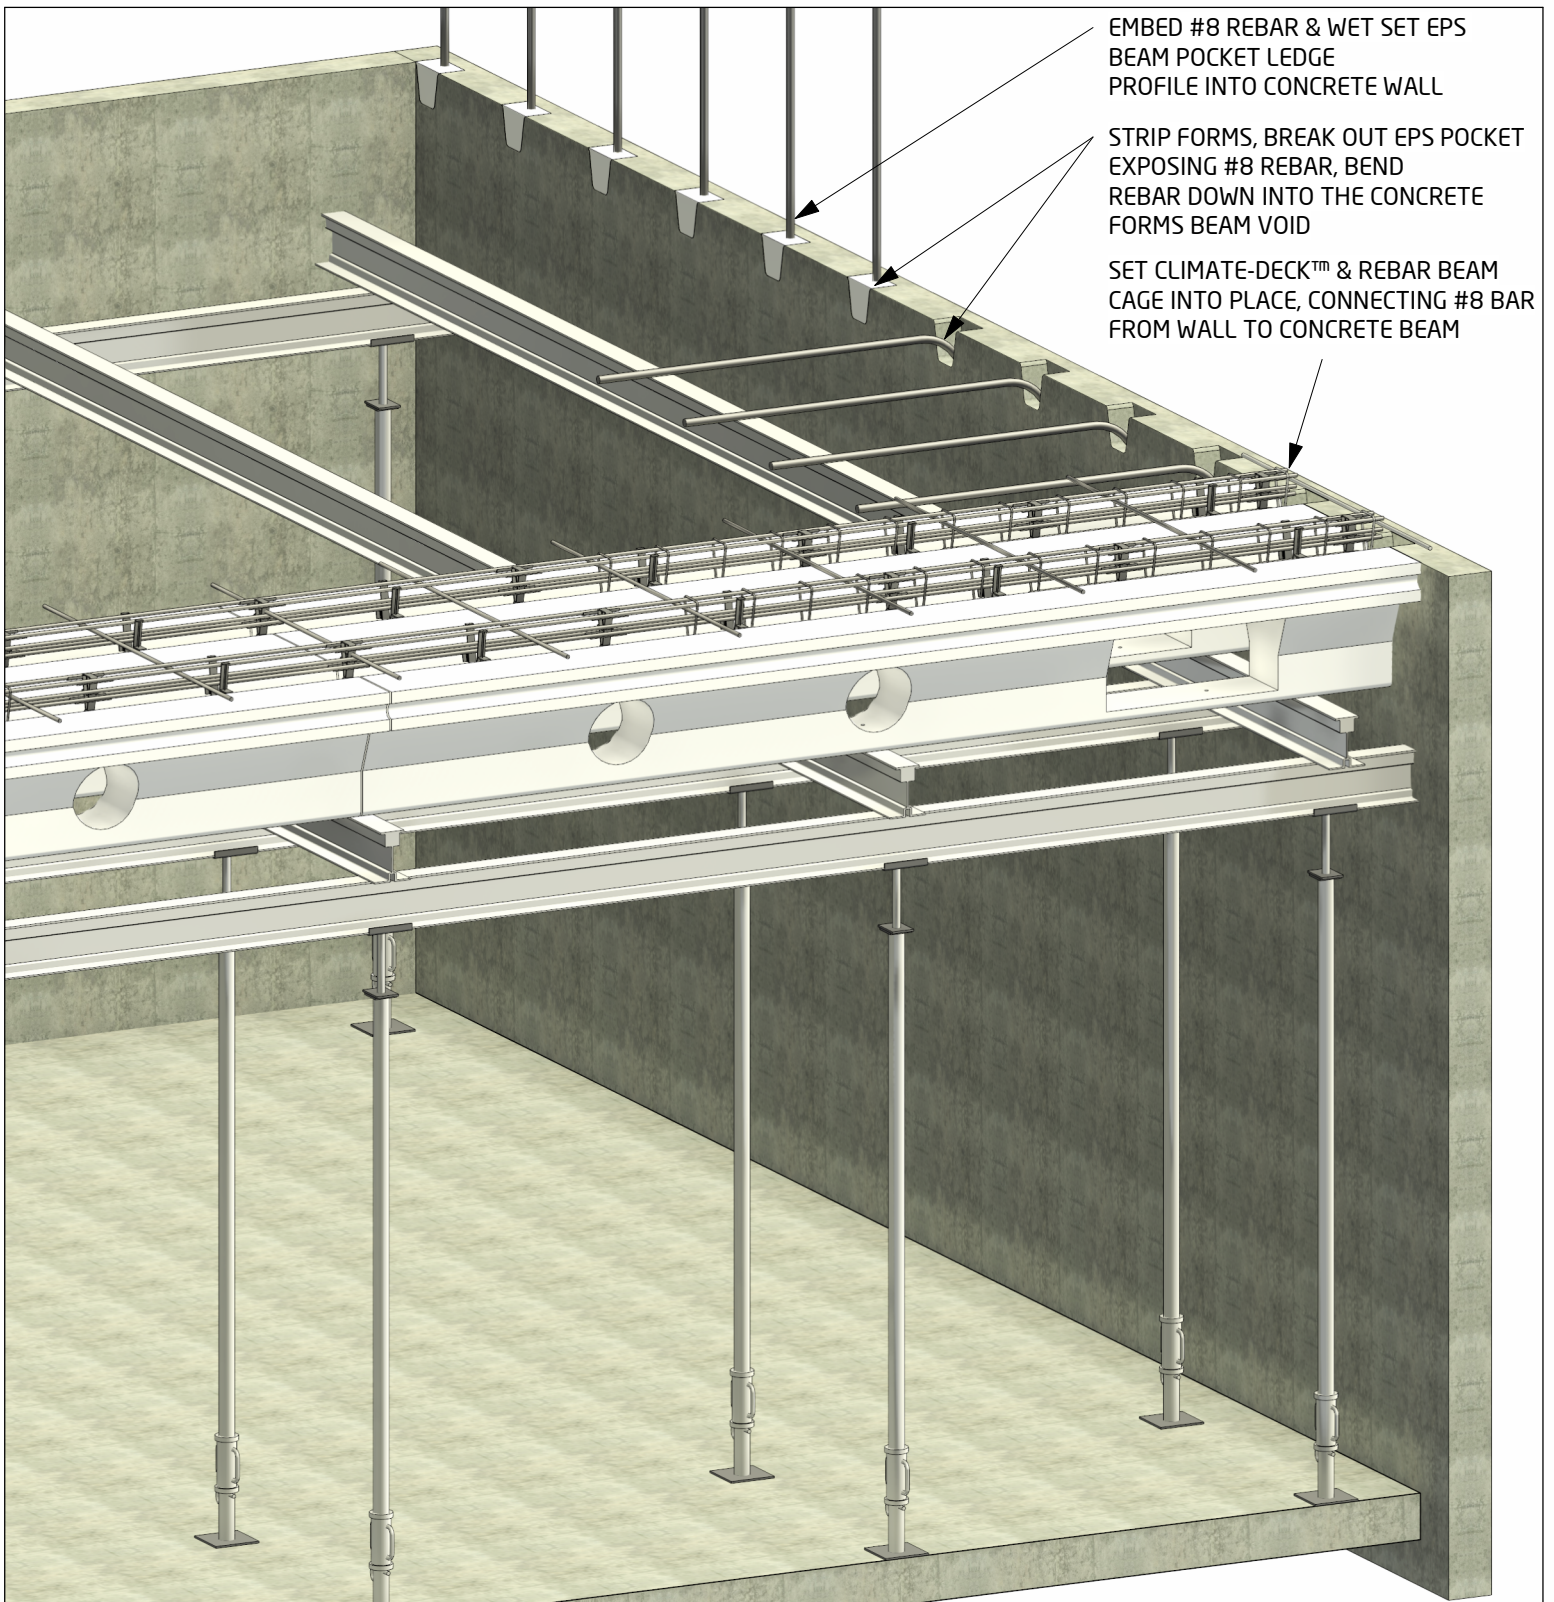 EMBED #8 REBAR & WET SET EPS
BEAM POCKET LEDGE
PROFILE INTO CONCRETE WALL
STRIP FORMS, BREAK OUT EPS POCKET
EXPOSING #8 REBAR, BEND
REBAR DOWN INTO THE CONCRETE
FORMS BEAM VOID
SET CLIMATE-DECK™ & REBAR BEAM
CAGE INTO PLACE, CONNECTING #8 BAR
FROM WALL TO CONCRETE BEAM